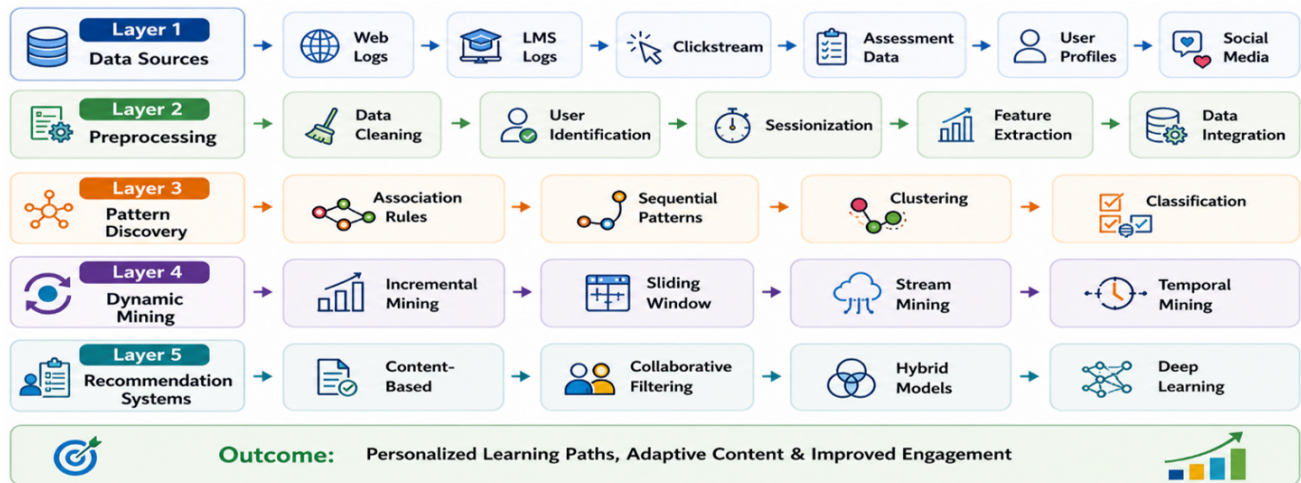 Layer 1
Data Sources
Web
Logs
LMS
Logs
Clickstream
Assessment
Data
User
Profiles
Social
Media
Layer 2
Preprocessing
Data
Cleaning
User
Identification
Sessionization
Feature
Extraction
Data
Integration
Layer 3
Pattern
Discovery
Association
Rules
Sequential
Patterns
Clustering
Classification
Layer 4
Dynamic
Mining
Incremental
Mining
Sliding
Window
Stream
Mining
Temporal
Mining
Layer 5
Recommendation
Systems
Content-
Based
Collaborative
Filtering
Hybrid
Models
Deep
Learning
Outcome: Personalized Learning Paths, Adaptive Content & Improved Engagement